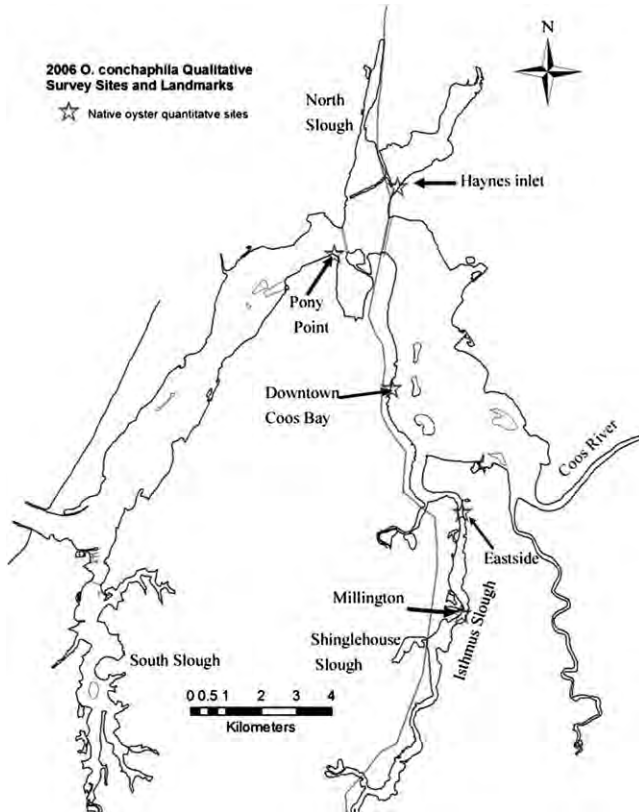 N
2006 O. conchaphila Qualitative
Survey Sites and Landmarks
Native oyster quantitatve sites
North
Slough
Haynes inlet
Pony
Point
Downtown
Coos Bay
Coos River
Eastside
Millington
Shinglehouse
Slough
Isthmus Slough
South Slough
0 0.5 1 2 3 4
Kilometers